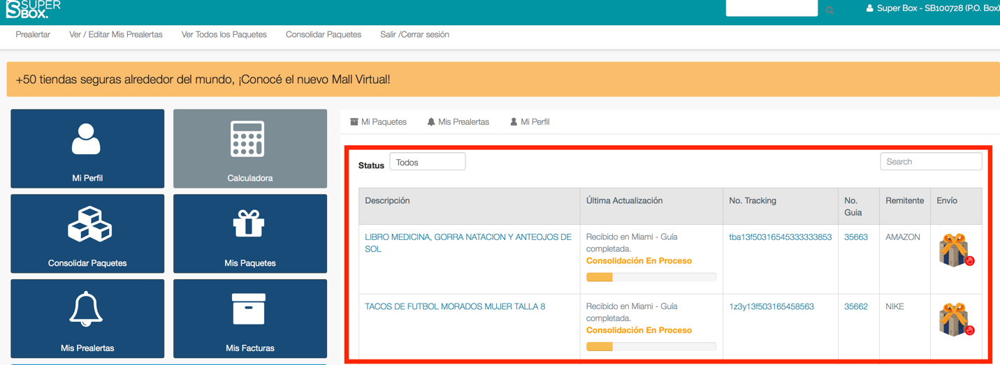 SUPER
BOX.
Super Box - SB100728 (P.O. Box)
Prealertar
Ver / Editar Mis Prealertas
Ver Todos los Paquetes
Consolidar Paquetes
Salir /Cerrar sesión
+50 tiendas seguras alrededor del mundo, ¡Conocé el nuevo Mall Virtual!
Mi Perfil
Calculadora
Consolidar Paquetes
Mis Paquetes
Mis Prealertas
Mis Facturas
Mi Paquetes
Mis Prealertas
Mi Perfil
Status
Todos
Search
Descripción
Última Actualización
No. Tracking
No.
Guia
Remitente
Envío
LIBRO MEDICINA, GORRA NATACION Y ANTEOJOS DE
SOL
Recibido en Miami - Guía
completada.
Consolidación En Proceso
tba13f50316545333333853
35663
AMAZON
TACOS DE FUTBOL MORADOS MUJER TALLA 8
Recibido en Miami - Guía
completada.
Consolidación En Proceso
1z3y13f503165458563
35662
NIKE